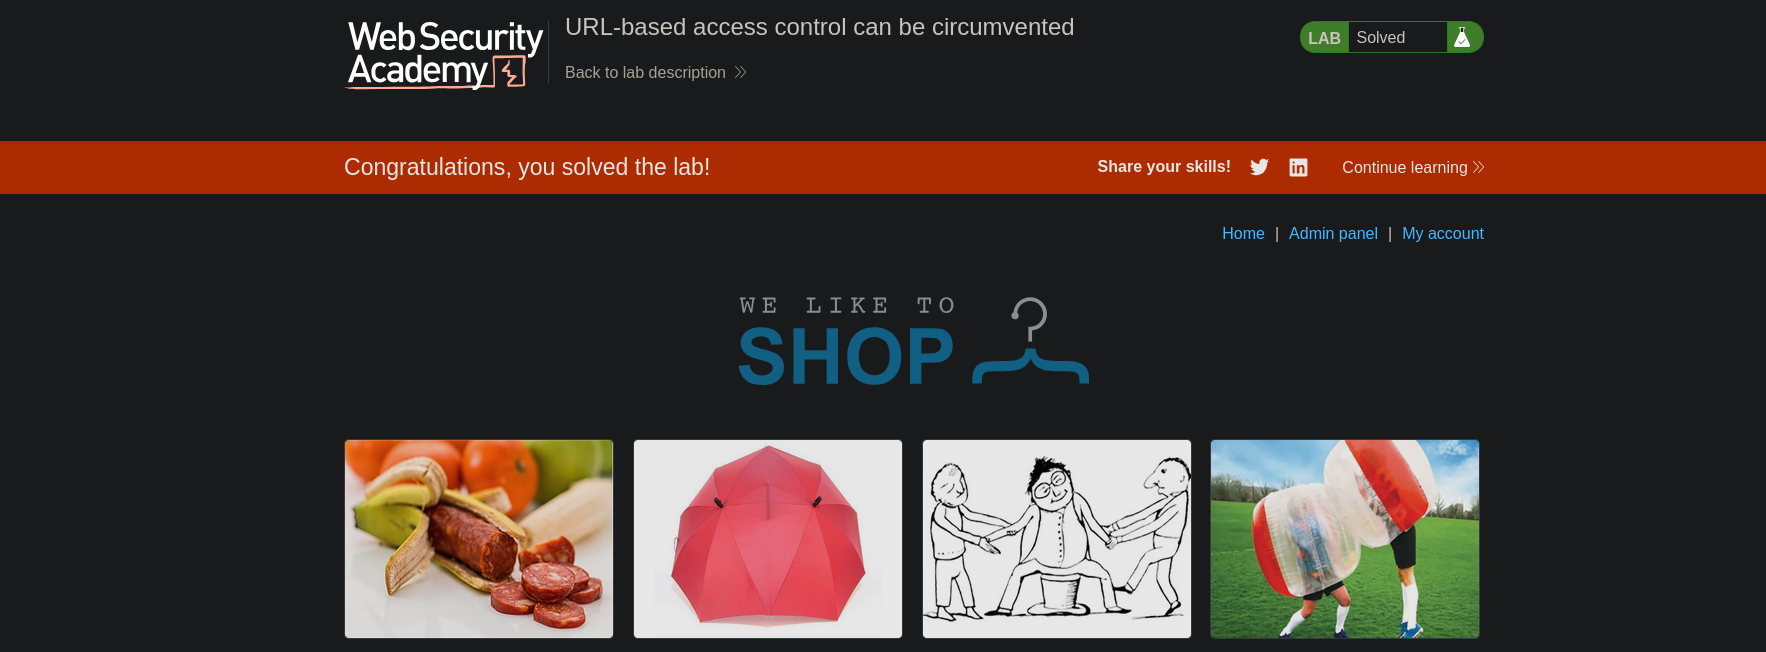 Web Security
Academy
URL-based access control can be circumvented
Back to lab description
LAB Solved
Congratulations, you solved the lab!
Share your skills!
Continue learning
Home | Admin panel | My account
WE LIKE TO
SHOP